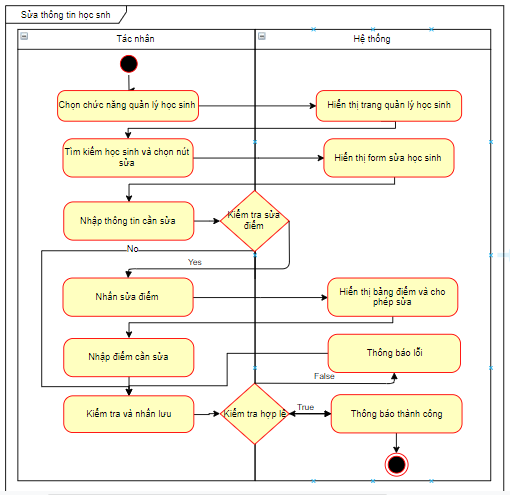 Sửa thông tin học snh
Tác nhân
Hệ thống
Chọn chức năng quản lý học sinh
Hiển thị trang quản lý học sinh
Tìm kiếm học sinh và chọn nút
sửa
Hiển thị form sửa học sinh
Nhập thông tin cần sửa
Kiểm tra sửa
điểm
No
Yes
Nhấn sửa điểm
Hiển thị bảng điểm và cho
phép sửa
Nhập điểm cần sửa
Thông báo lỗi
False
Kiểm tra và nhấn lưu
Kiểm tra hợp lệ
True
Thông báo thành công